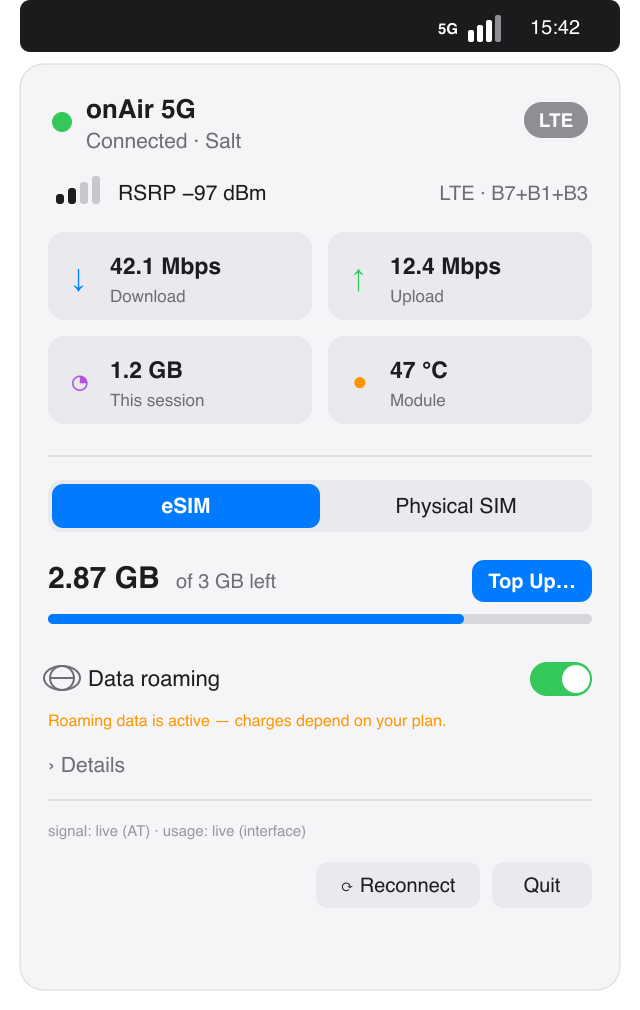 5G 15:42
onAir 5G
LTE
Connected · Salt
RSRP −97 dBm
LTE · B7+B1+B3
↓ 42.1 Mbps
Download
↑ 12.4 Mbps
Upload
1.2 GB
This session
47 °C
Module
eSIM
Physical SIM
2.87 GB of 3 GB left
Top Up…
Data roaming
Roaming data is active — charges depend on your plan.
› Details
signal: live (AT) · usage: live (interface)
⟳ Reconnect
Quit